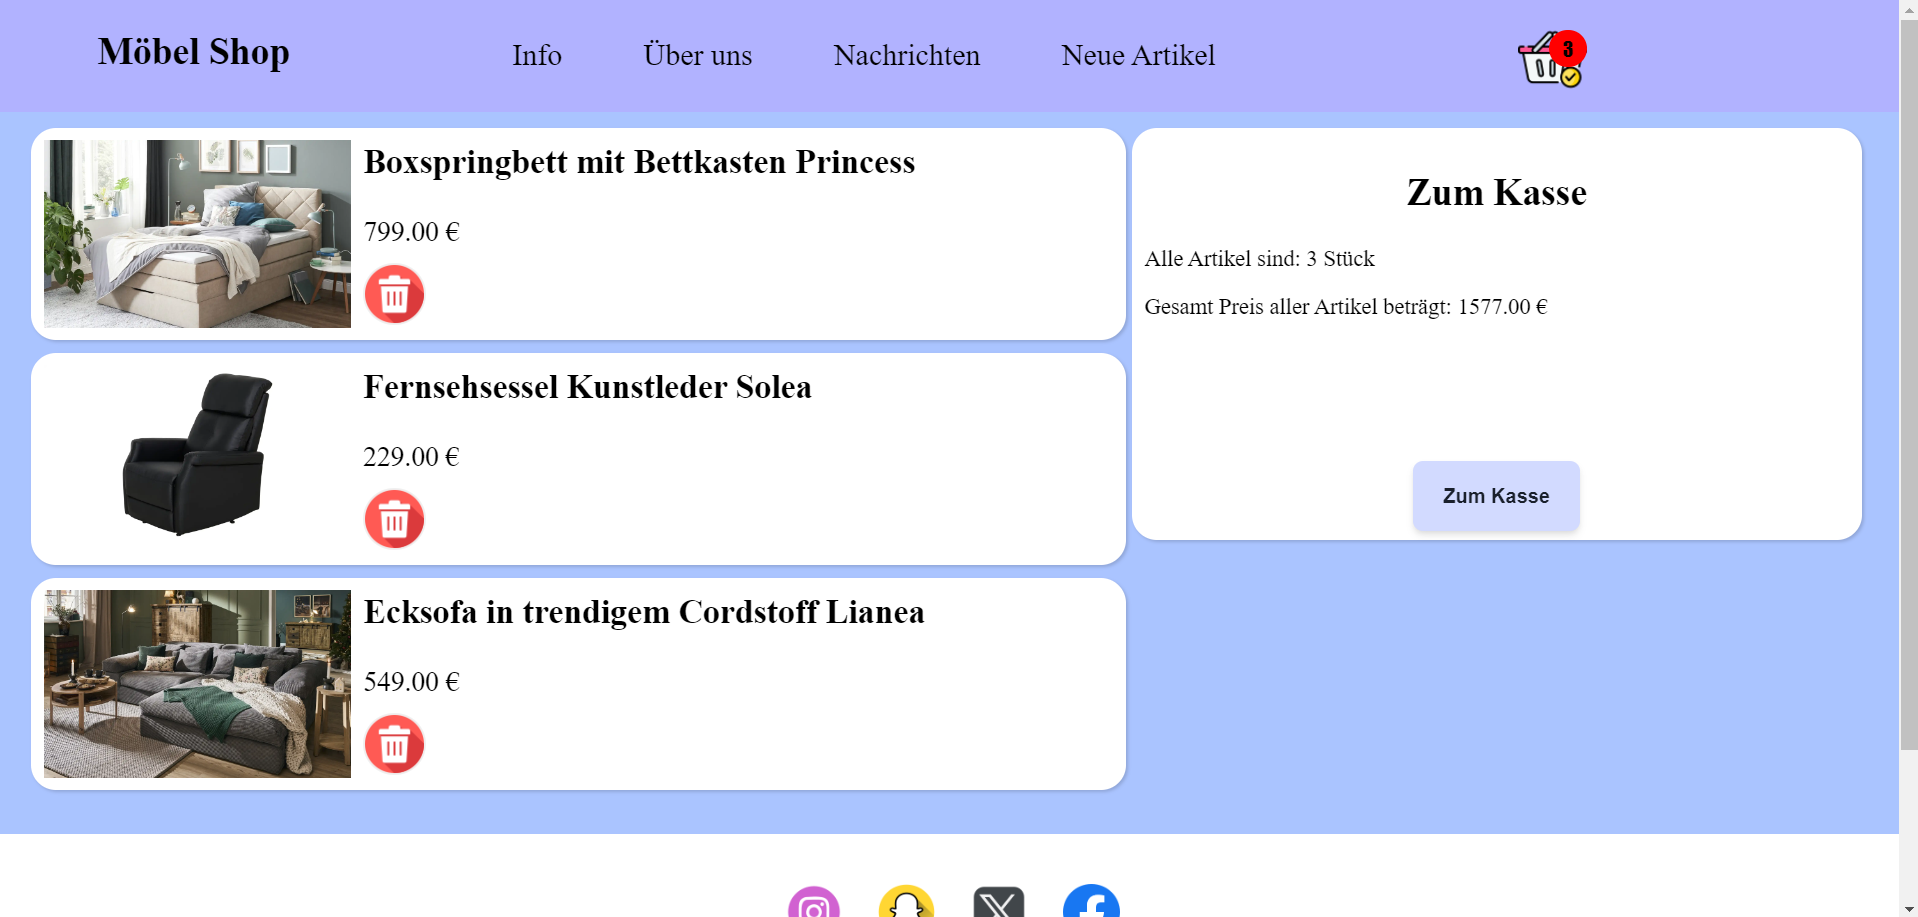 Möbel Shop
Info
Über uns
Nachrichten
Neue Artikel
3
Boxspringbett mit Bettkasten Princess
799.00 €
Fernsehsessel Kunstleder Solea
229.00 €
Ecksofa in trendigem Cordstoff Lianea
549.00 €
Zum Kasse
Alle Artikel sind: 3 Stück
Gesamt Preis aller Artikel beträgt: 1577.00 €
Zum Kasse